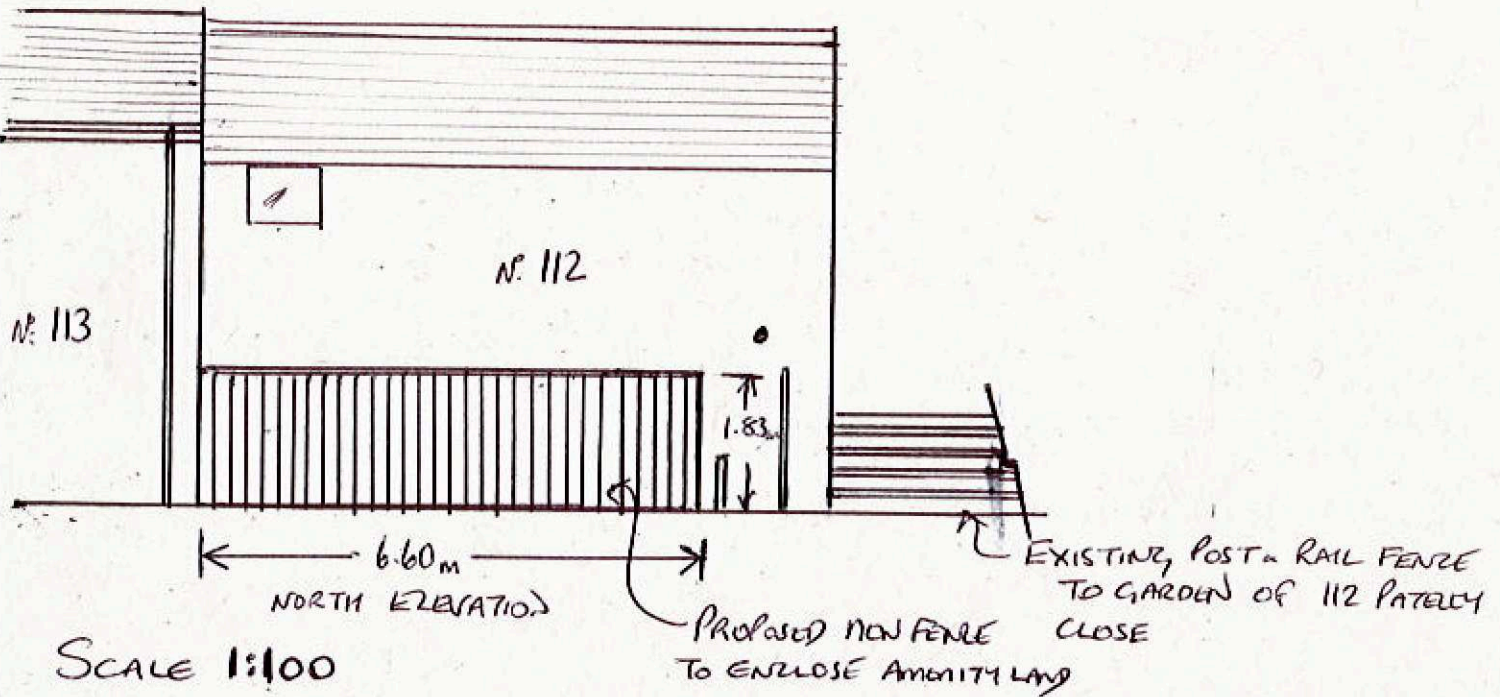 Nº 112
Nº 113
1.83m
6.60m
NORTH ELEVATION
SCALE 1:100
PROPOSED NEW FENCE
TO ENCLOSE AMENITY LAND
EXISTING POST & RAIL FENCE
TO GARDEN OF 112 PATELEY
CLOSE